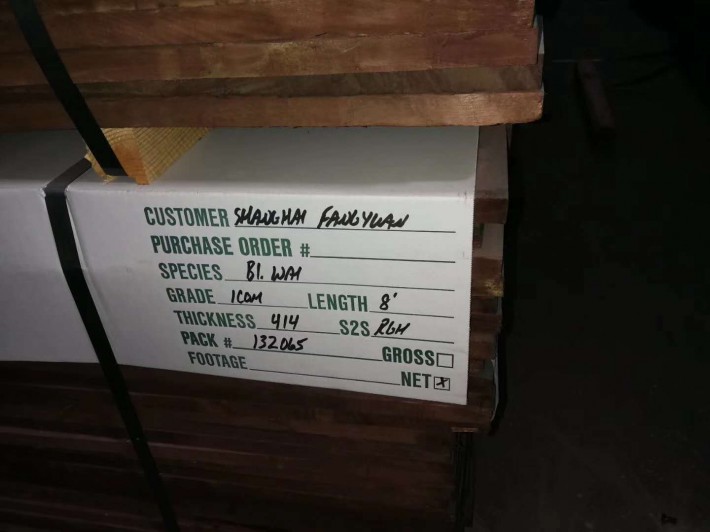 CUSTOMER SHANGHAI FANGYUAN
PURCHASE ORDER #
SPECIES Bl. WAl
GRADE 1COM LENGTH 8'
THICKNESS 4/4 S2S RGH
PACK # 132065
GROSS
FOOTAGE
NET X